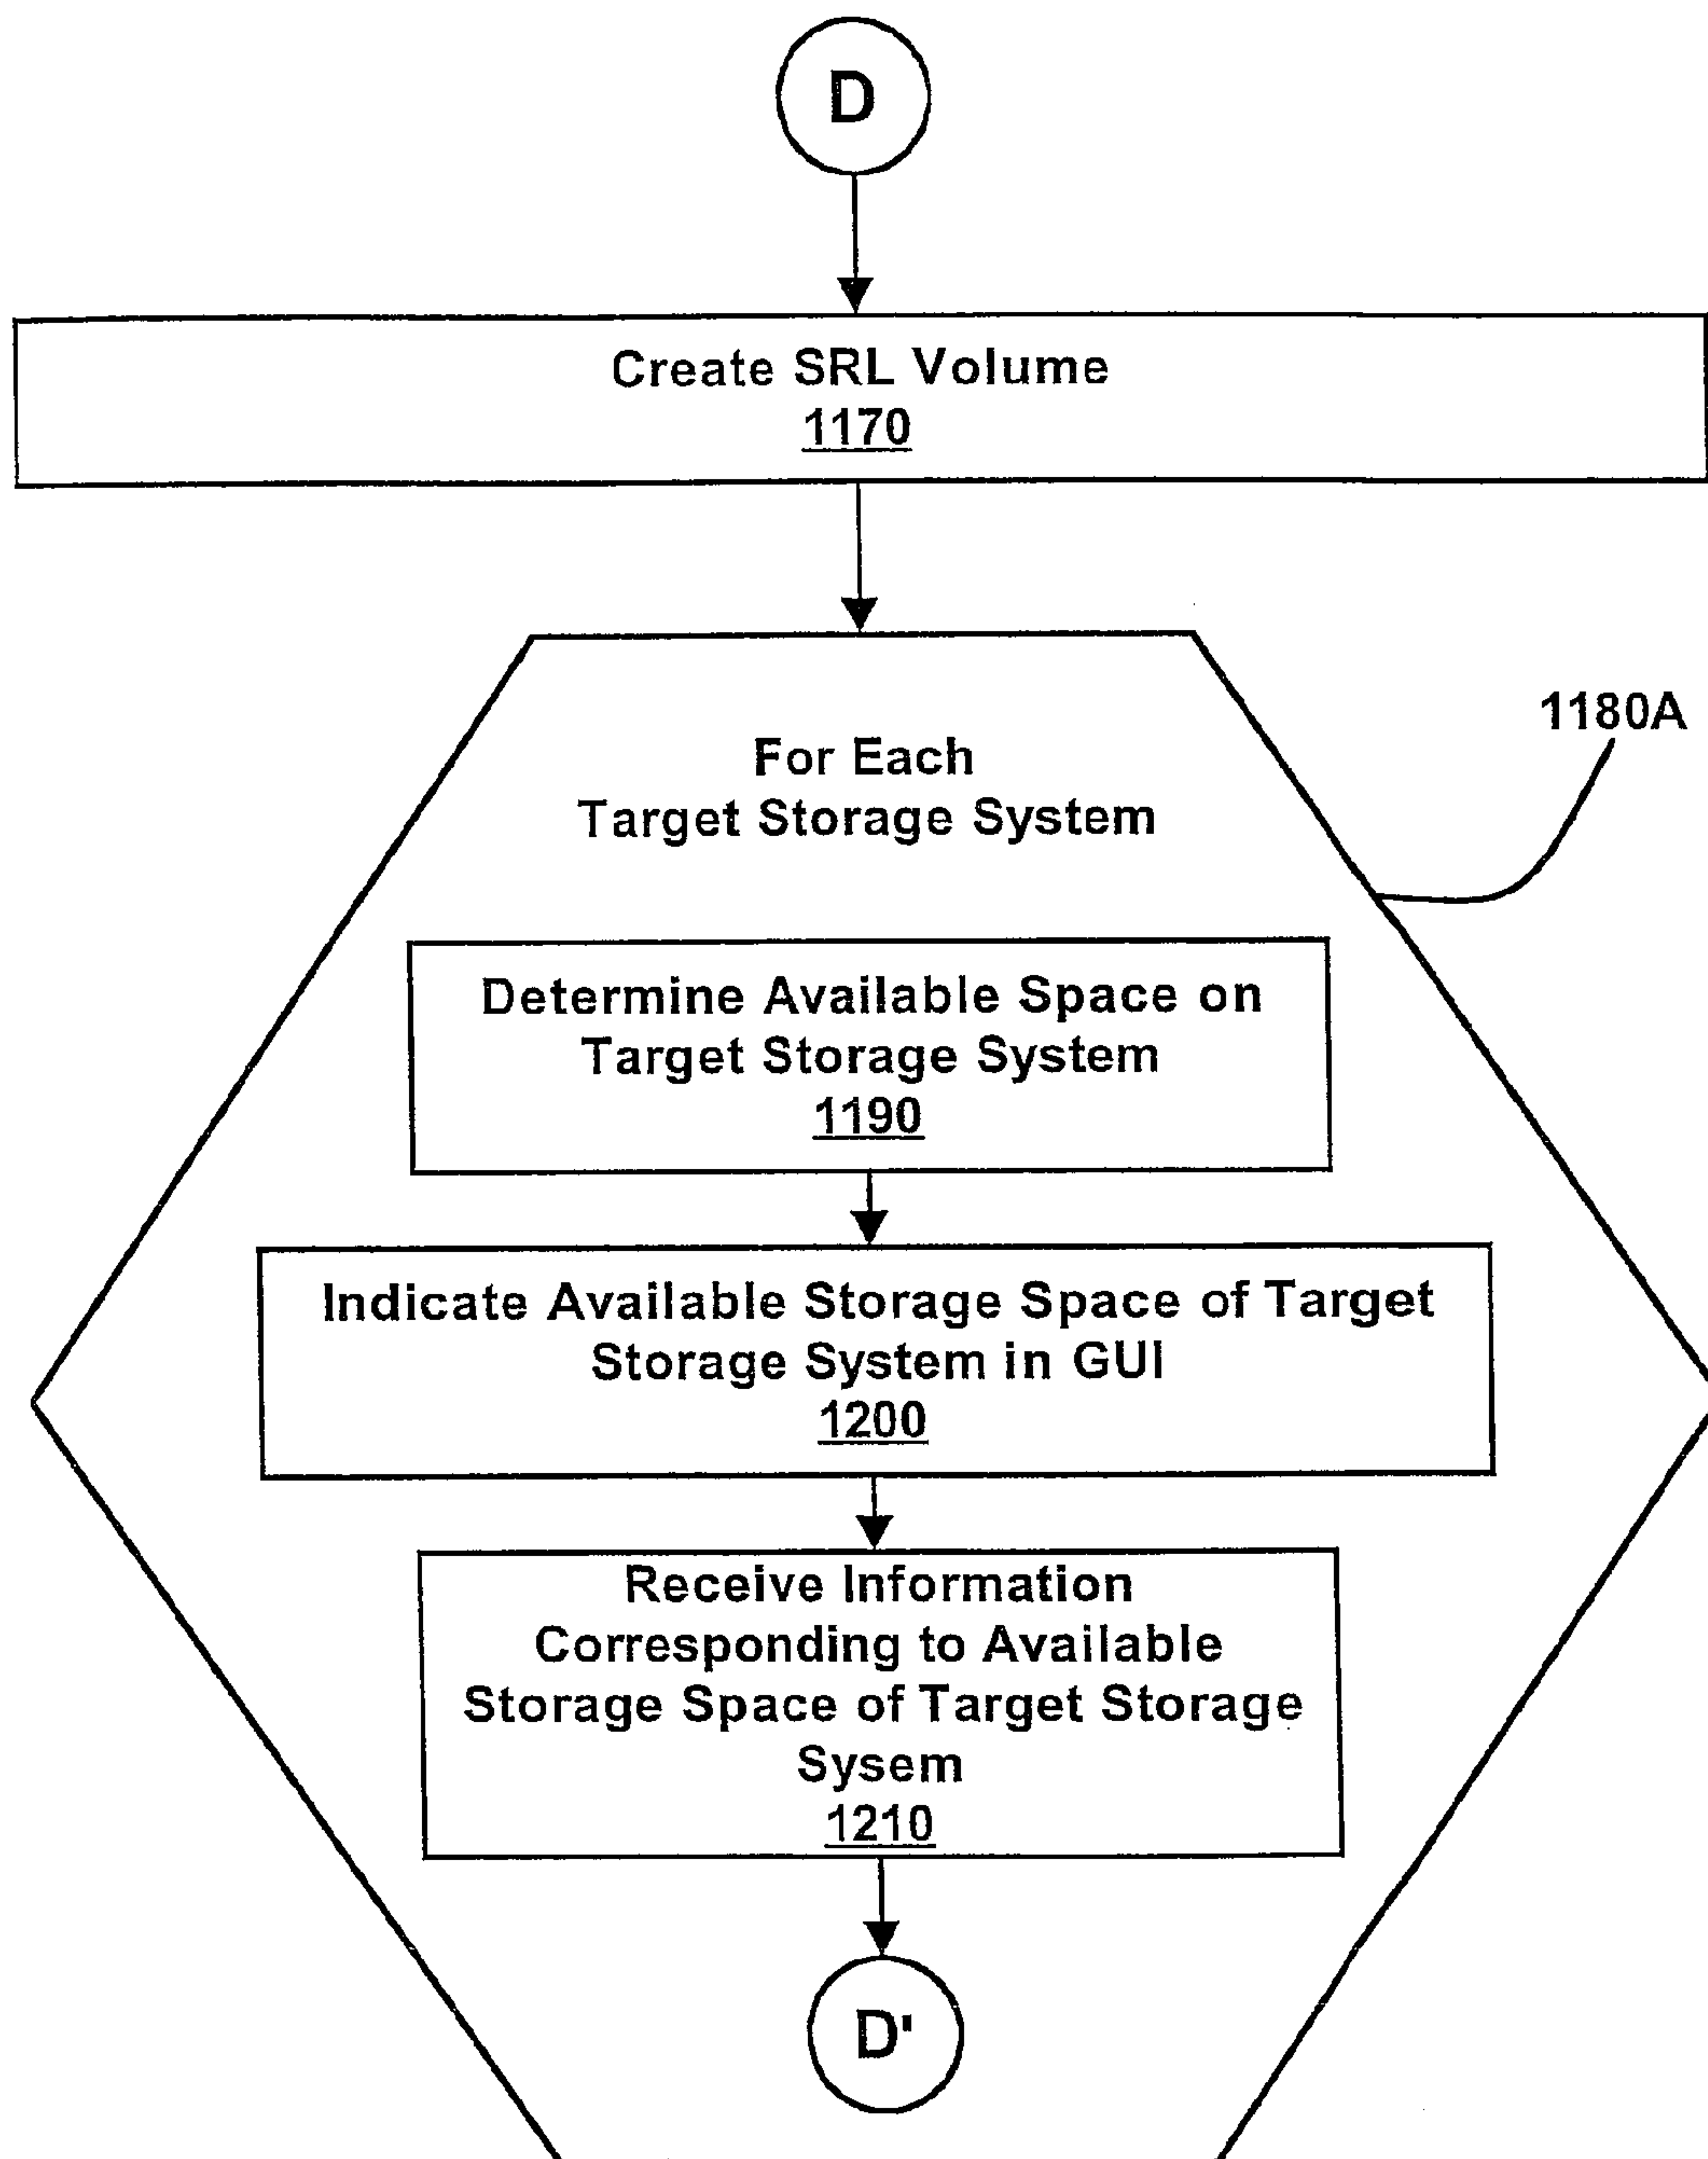 D
Create SRL Volume
1170
1180A
For Each
Target Storage System
Determine Available Space on
Target Storage System
1190
Indicate Available Storage Space of Target
Storage System in GUI
1200
Receive Information
Corresponding to Available
Storage Space of Target Storage
Sysem
1210
D'